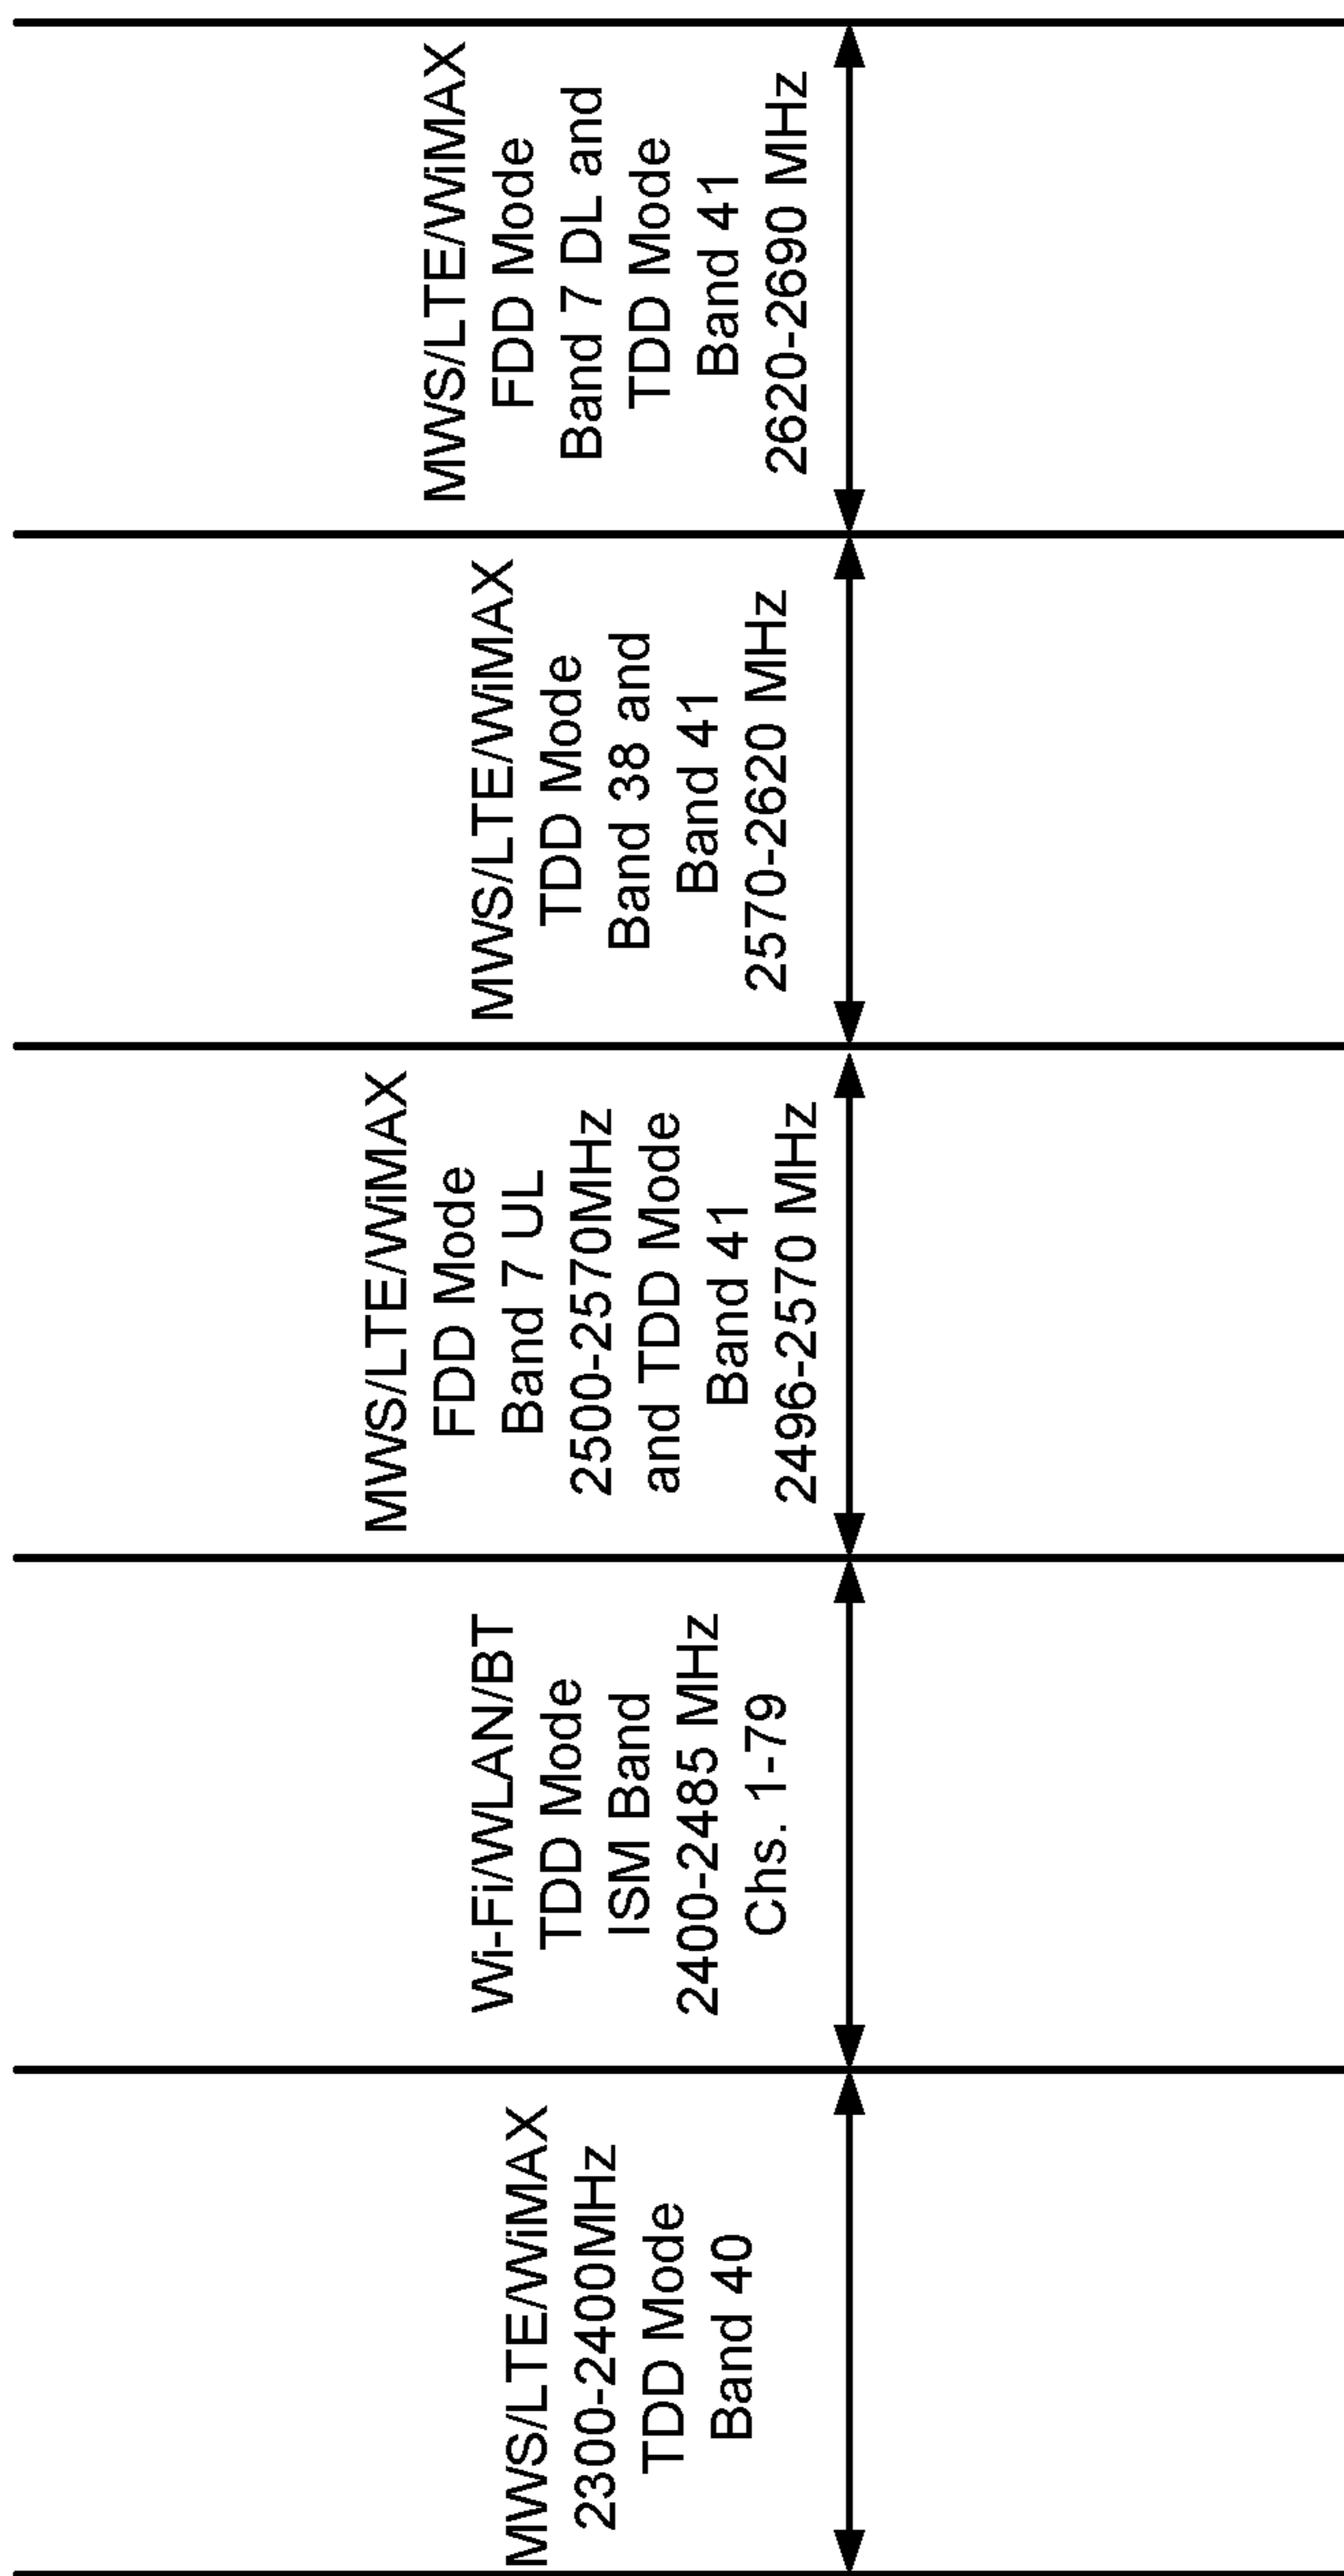 MWS/LTE/WiMAX
2300-2400MHz
TDD Mode
Band 40
Wi-Fi/WLAN/BT
TDD Mode
ISM Band
2400-2485 MHz
Chs. 1-79
MWS/LTE/WiMAX
FDD Mode
Band 7 UL
2500-2570MHz
and TDD Mode
Band 41
2496-2570 MHz
MWS/LTE/WiMAX
TDD Mode
Band 38 and
Band 41
2570-2620 MHz
MWS/LTE/WiMAX
FDD Mode
Band 7 DL and
TDD Mode
Band 41
2620-2690 MHz